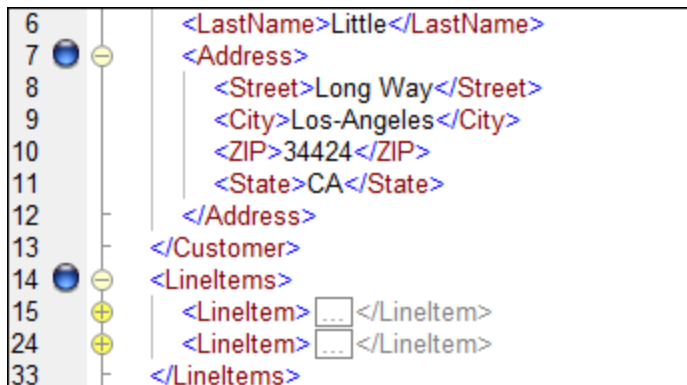 6 <LastName>Little</LastName>
7 <Address>
8 <Street>Long Way</Street>
9 <City>Los-Angeles</City>
10 <ZIP>34424</ZIP>
11 <State>CA</State>
12 </Address>
13 </Customer>
14 <LineItems>
15 <LineItem> ... </LineItem>
24 <LineItem> ... </LineItem>
33 </LineItems>